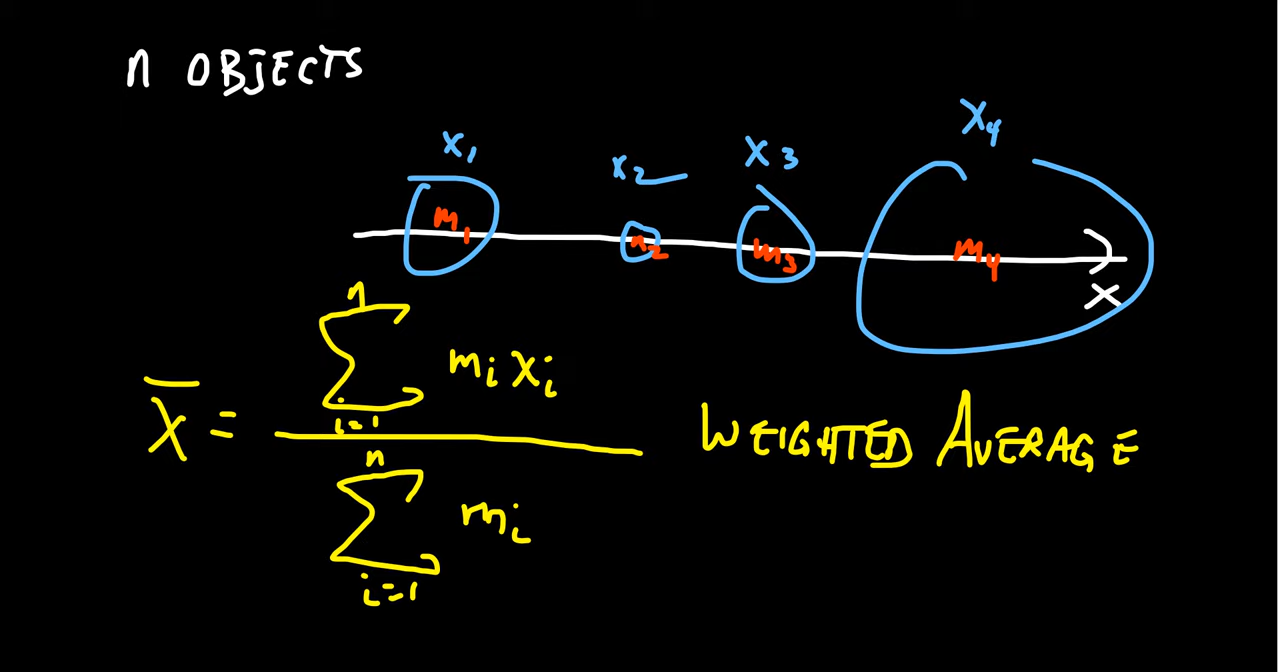 n OBJECTS
x₁ x₂ x₃ x₄
m₁ m₂ m₃ m₄
x
n
Σ mᵢ xᵢ
i=1
x̄ = WEIGHTED AVERAGE
n
Σ mᵢ
i=1